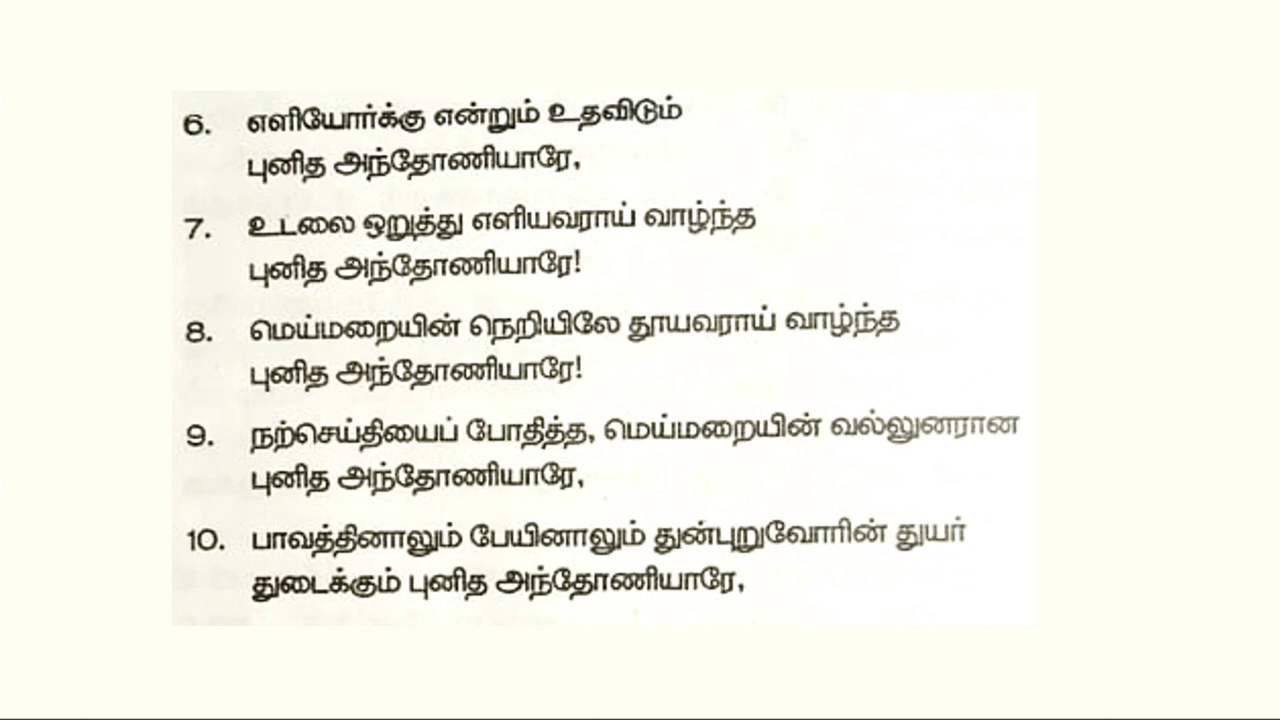 6. எளியோர்க்கு என்றும் உதவிடும்
புனித அந்தோணியாரே,
7. உடலை ஒறுத்து எளியவராய் வாழ்ந்த
புனித அந்தோணியாரே!
8. மெய்மறையின் நெறியிலே தூயவராய் வாழ்ந்த
புனித அந்தோணியாரே!
9. நற்செய்தியைப் போதித்த, மெய்மறையின் வல்லுனரான
புனித அந்தோணியாரே,
10. பாவத்தினாலும் பேயினாலும் துன்புறுவோரின் துயர்
துடைக்கும் புனித அந்தோணியாரே,